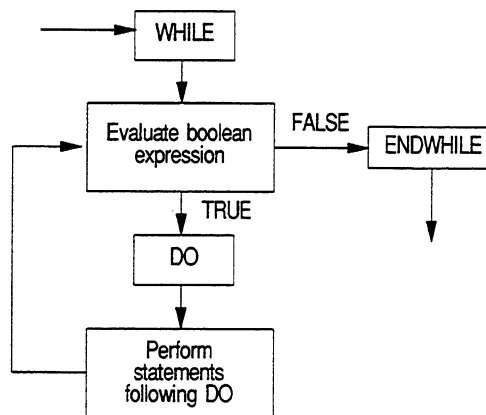 WHILE
Evaluate boolean
expression
FALSE
ENDWHILE
TRUE
DO
Perform
statements
following DO